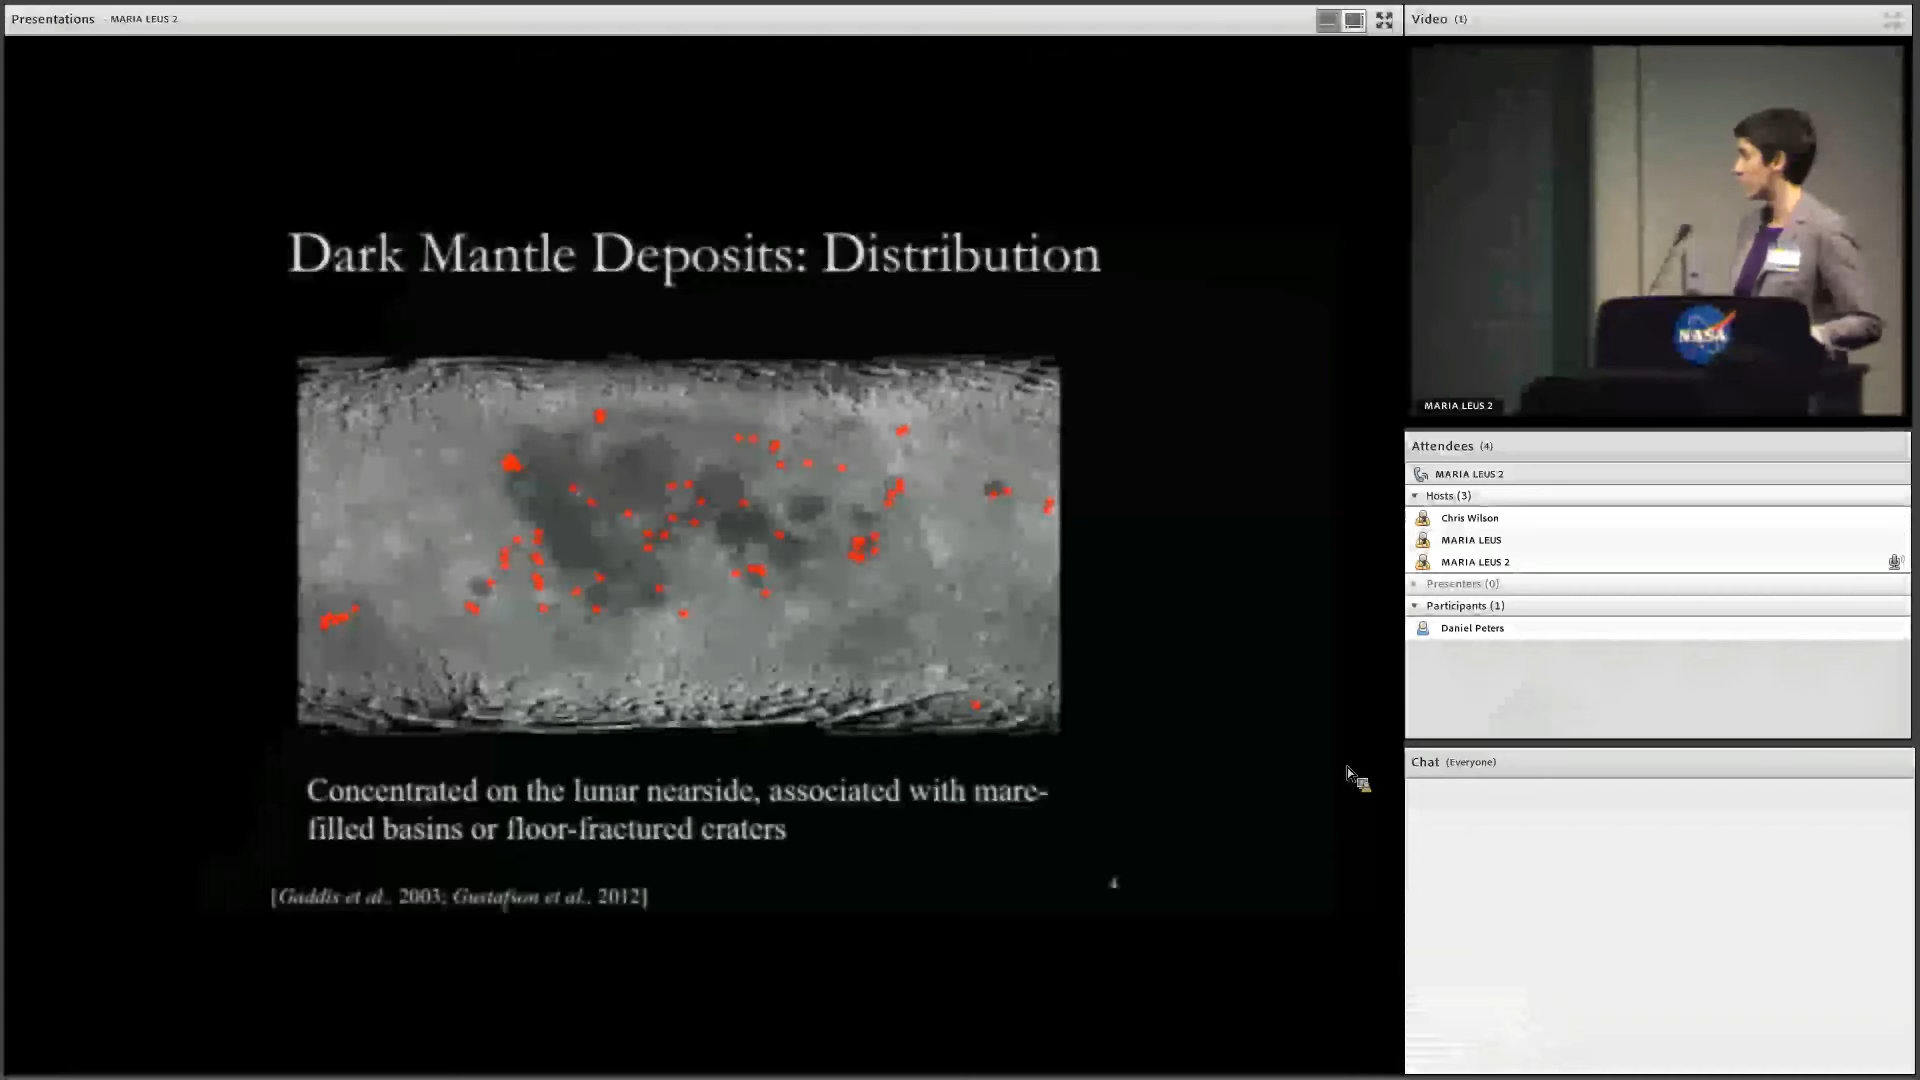 Presentations - MARIA LEUS 2
Dark Mantle Deposits: Distribution
Concentrated on the lunar nearside, associated with mare-
filled basins or floor-fractured craters
[Gaddis et al., 2003; Gustafson et al., 2012]
4
Video (1)
NASA
MARIA LEUS 2
Attendees (4)
MARIA LEUS 2
Hosts (3)
Chris Wilson
MARIA LEUS
MARIA LEUS 2
Presenters (0)
Participants (1)
Daniel Peters
Chat (Everyone)